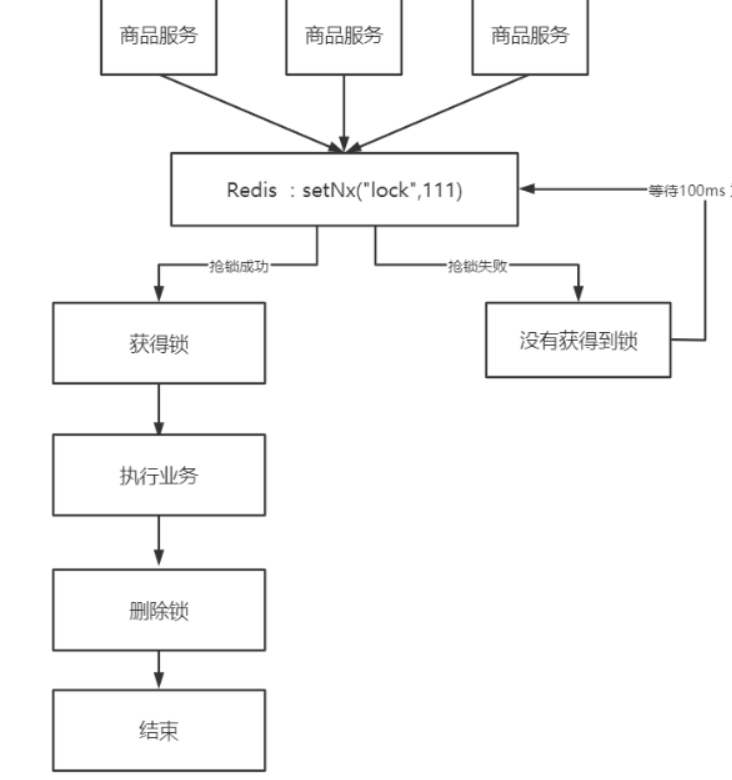 商品服务
商品服务
商品服务
Redis ：setNx("lock",111)
等待100ms
抢锁成功
抢锁失败
获得锁
没有获得到锁
执行业务
删除锁
结束